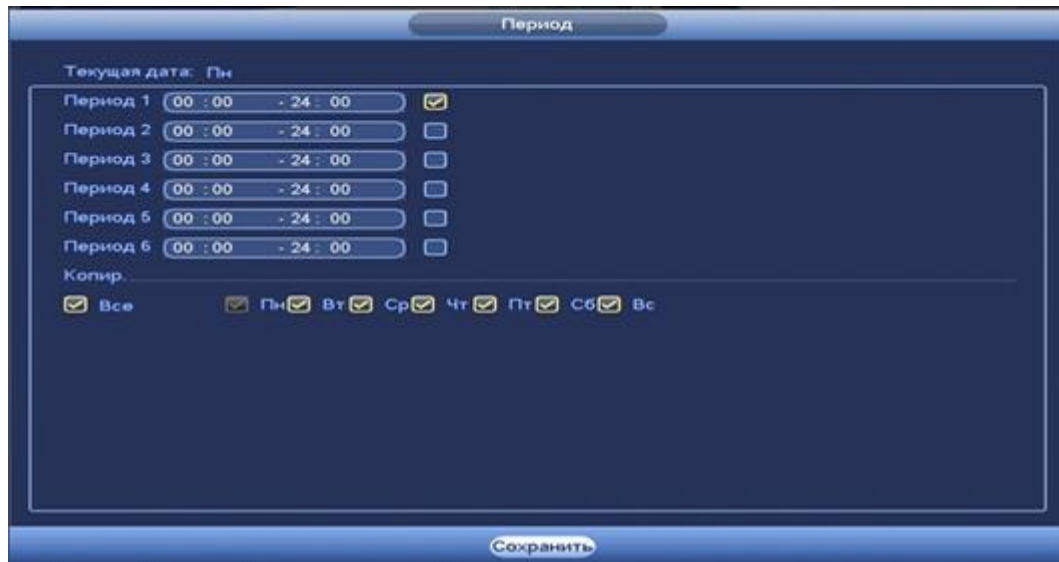 Период
Текущая дата: Пн
Период 1 00 : 00 - 24 : 00
Период 2 00 : 00 - 24 : 00
Период 3 00 : 00 - 24 : 00
Период 4 00 : 00 - 24 : 00
Период 5 00 : 00 - 24 : 00
Период 6 00 : 00 - 24 : 00
Копир.
Все Пн Вт Ср Чт Пт Сб Вс
Сохранить